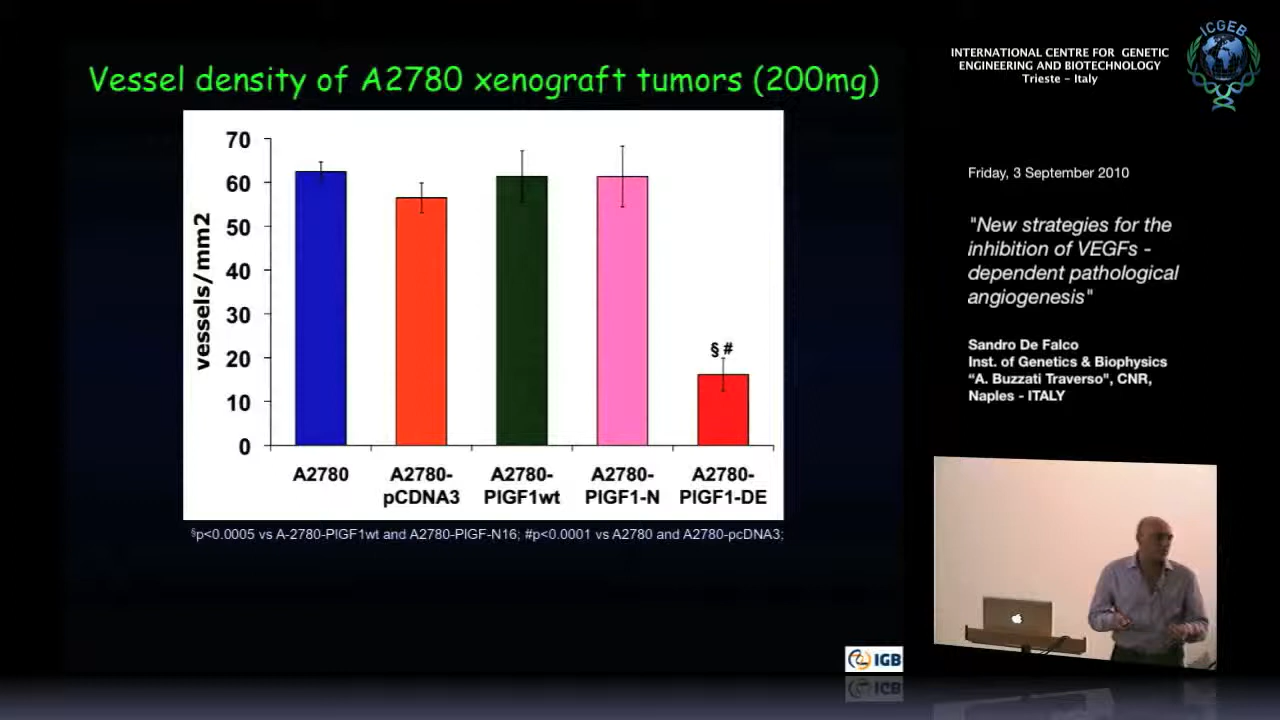 Vessel density of A2780 xenograft tumors (200mg)
vessels/mm2
70
60
50
40
30
20
10
0
§ #
A2780
A2780-
pCDNA3
A2780-
PlGF1wt
A2780-
PlGF1-N
A2780-
PlGF1-DE
§p<0.0005 vs A-2780-PlGF1wt and A2780-PlGF-N16; #p<0.0001 vs A2780 and A2780-pcDNA3;
IGB
INTERNATIONAL CENTRE FOR GENETIC
ENGINEERING AND BIOTECHNOLOGY
Trieste - Italy
ICGEB
Friday, 3 September 2010
"New strategies for the
inhibition of VEGFs -
dependent pathological
angiogenesis"
Sandro De Falco
Inst. of Genetics & Biophysics
“A. Buzzati Traverso", CNR,
Naples - ITALY